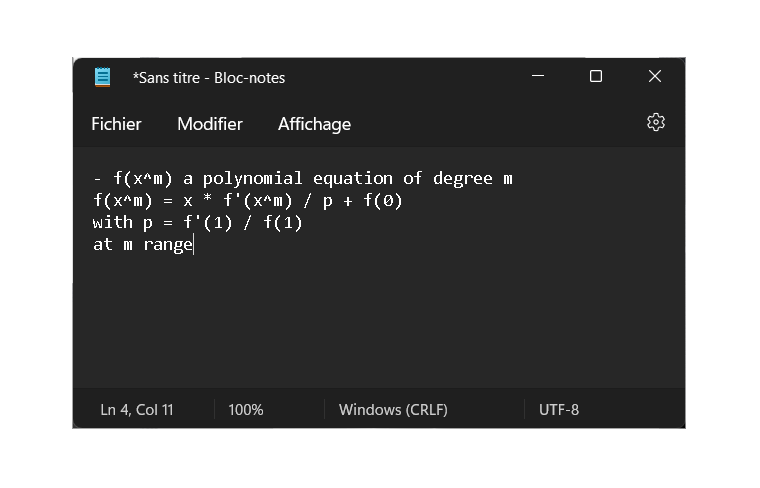 *Sans titre - Bloc-notes
Fichier Modifier Affichage
- f(x^m) a polynomial equation of degree m
f(x^m) = x * f'(x^m) / p + f(0)
with p = f'(1) / f(1)
at m range
Ln 4, Col 11 100% Windows (CRLF) UTF-8